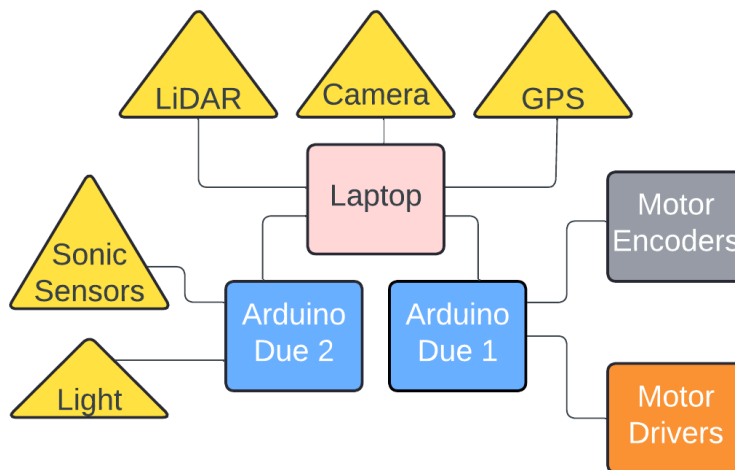 LiDAR
Camera
GPS
Laptop
Motor
Encoders
Sonic
Sensors
Arduino
Due 2
Arduino
Due 1
Light
Motor
Drivers